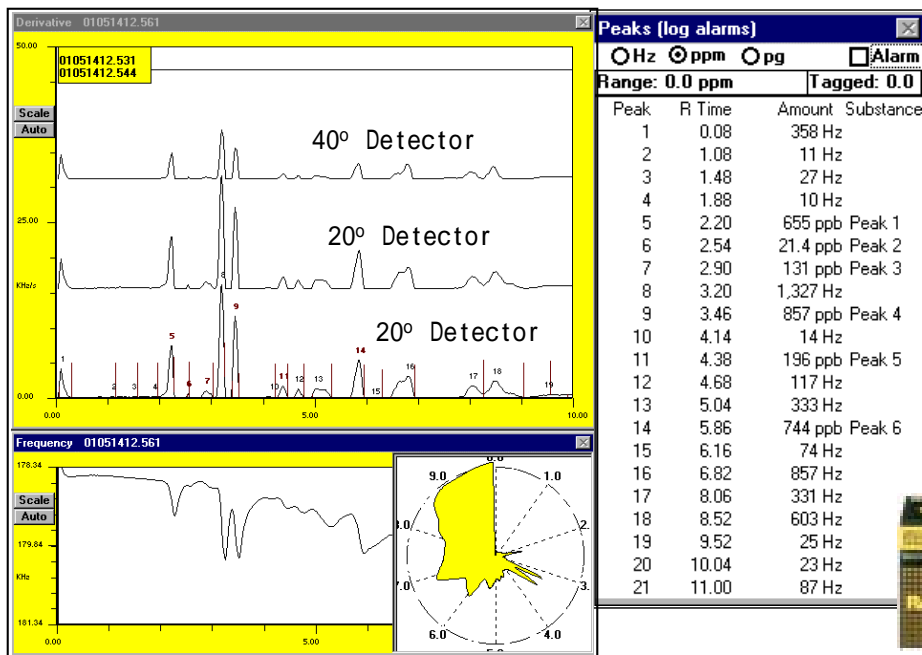 Derivative 01051412.561
50.00
01051412.531
01051412.544
Scale
Auto
40º Detector
25.00
20º Detector
KHz/s
20º Detector
1
2
3
4
5
6
7
8
9
10
11
12
13
14
15
16
17
18
19
0.00
0.00
5.00
10.00
Frequency 01051412.561
178.34
Scale
Auto
179.84
KHz
181.34
0.00
5.00
9.0
1.0
7.0
6.0
4.0
Peaks (log alarms)
Hz ppm pg Alarm
Range: 0.0 ppm Tagged: 0.0
Peak R Time Amount Substance
1 0.08 358 Hz
2 1.08 11 Hz
3 1.48 27 Hz
4 1.88 10 Hz
5 2.20 655 ppb Peak 1
6 2.54 21.4 ppb Peak 2
7 2.90 131 ppb Peak 3
8 3.20 1,327 Hz
9 3.46 857 ppb Peak 4
10 4.14 14 Hz
11 4.38 196 ppb Peak 5
12 4.68 117 Hz
13 5.04 333 Hz
14 5.86 744 ppb Peak 6
15 6.16 74 Hz
16 6.82 857 Hz
17 8.06 331 Hz
18 8.52 603 Hz
19 9.52 25 Hz
20 10.04 23 Hz
21 11.00 87 Hz